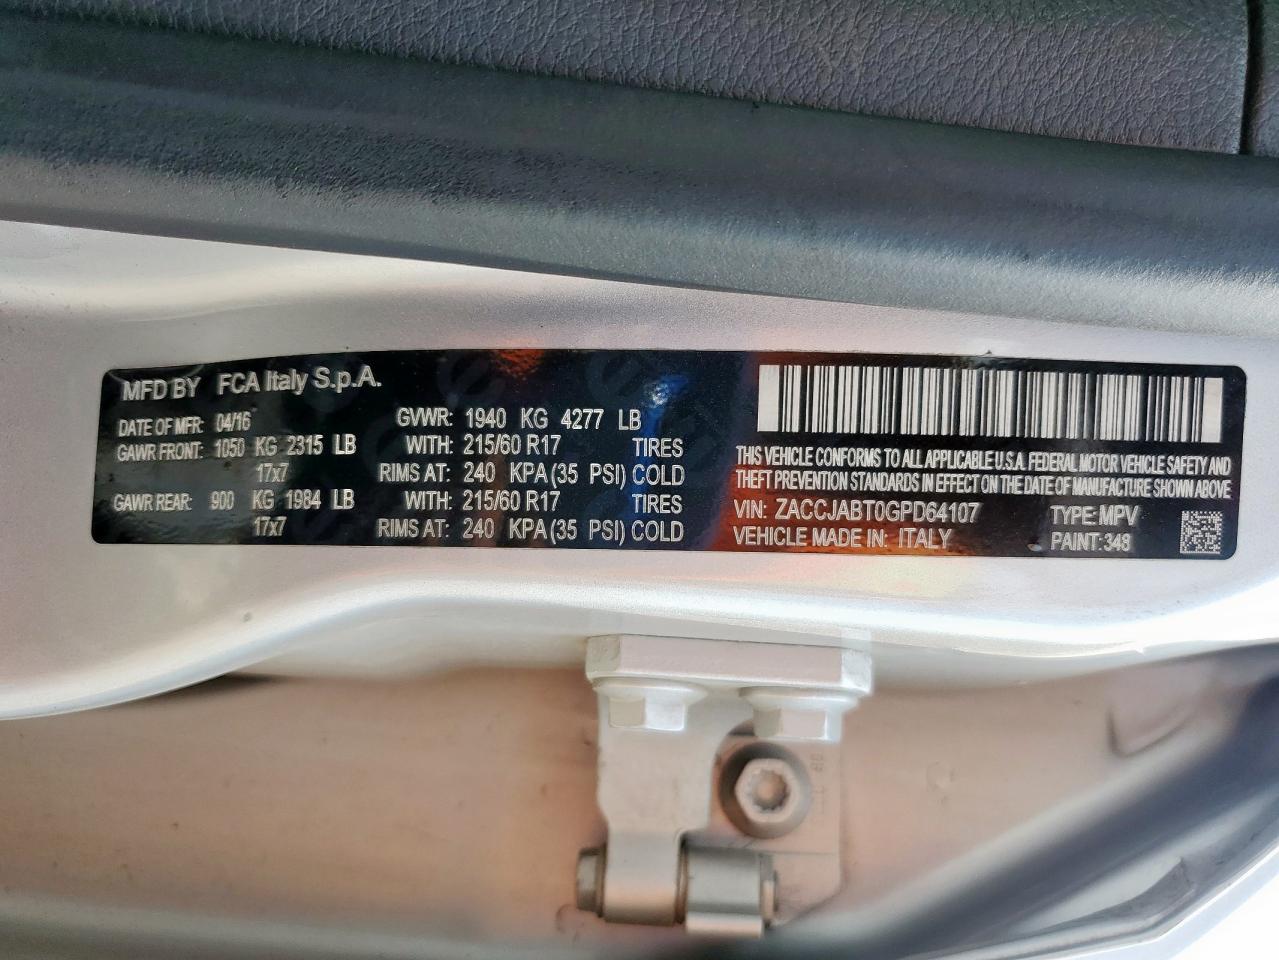 MFD BY FCA Italy S.p.A.
DATE OF MFR: 04/16 GVWR: 1940 KG 4277 LB
GAWR FRONT: 1050 KG 2315 LB WITH: 215/60 R17 TIRES
17x7 RIMS AT: 240 KPA(35 PSI) COLD
GAWR REAR: 900 KG 1984 LB WITH: 215/60 R17 TIRES
17x7 RIMS AT: 240 KPA(35 PSI) COLD
THIS VEHICLE CONFORMS TO ALL APPLICABLE U.S.A. FEDERAL MOTOR VEHICLE SAFETY AND
THEFT PREVENTION STANDARDS IN EFFECT ON THE DATE OF MANUFACTURE SHOWN ABOVE
VIN: ZACCJABT0GPD64107 TYPE: MPV
VEHICLE MADE IN: ITALY PAINT: 348